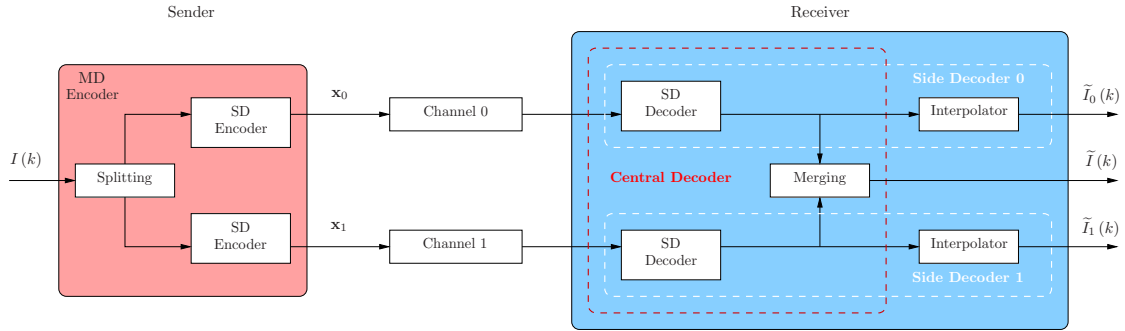 Sender
Receiver
MD
Encoder
SD
Encoder
x₀
Channel 0
SD
Decoder
Side Decoder 0
Interpolator
Ĩ₀ (k)
I (k)
Splitting
Central Decoder
Merging
Ĩ (k)
SD
Encoder
x₁
Channel 1
SD
Decoder
Interpolator
Side Decoder 1
Ĩ₁ (k)